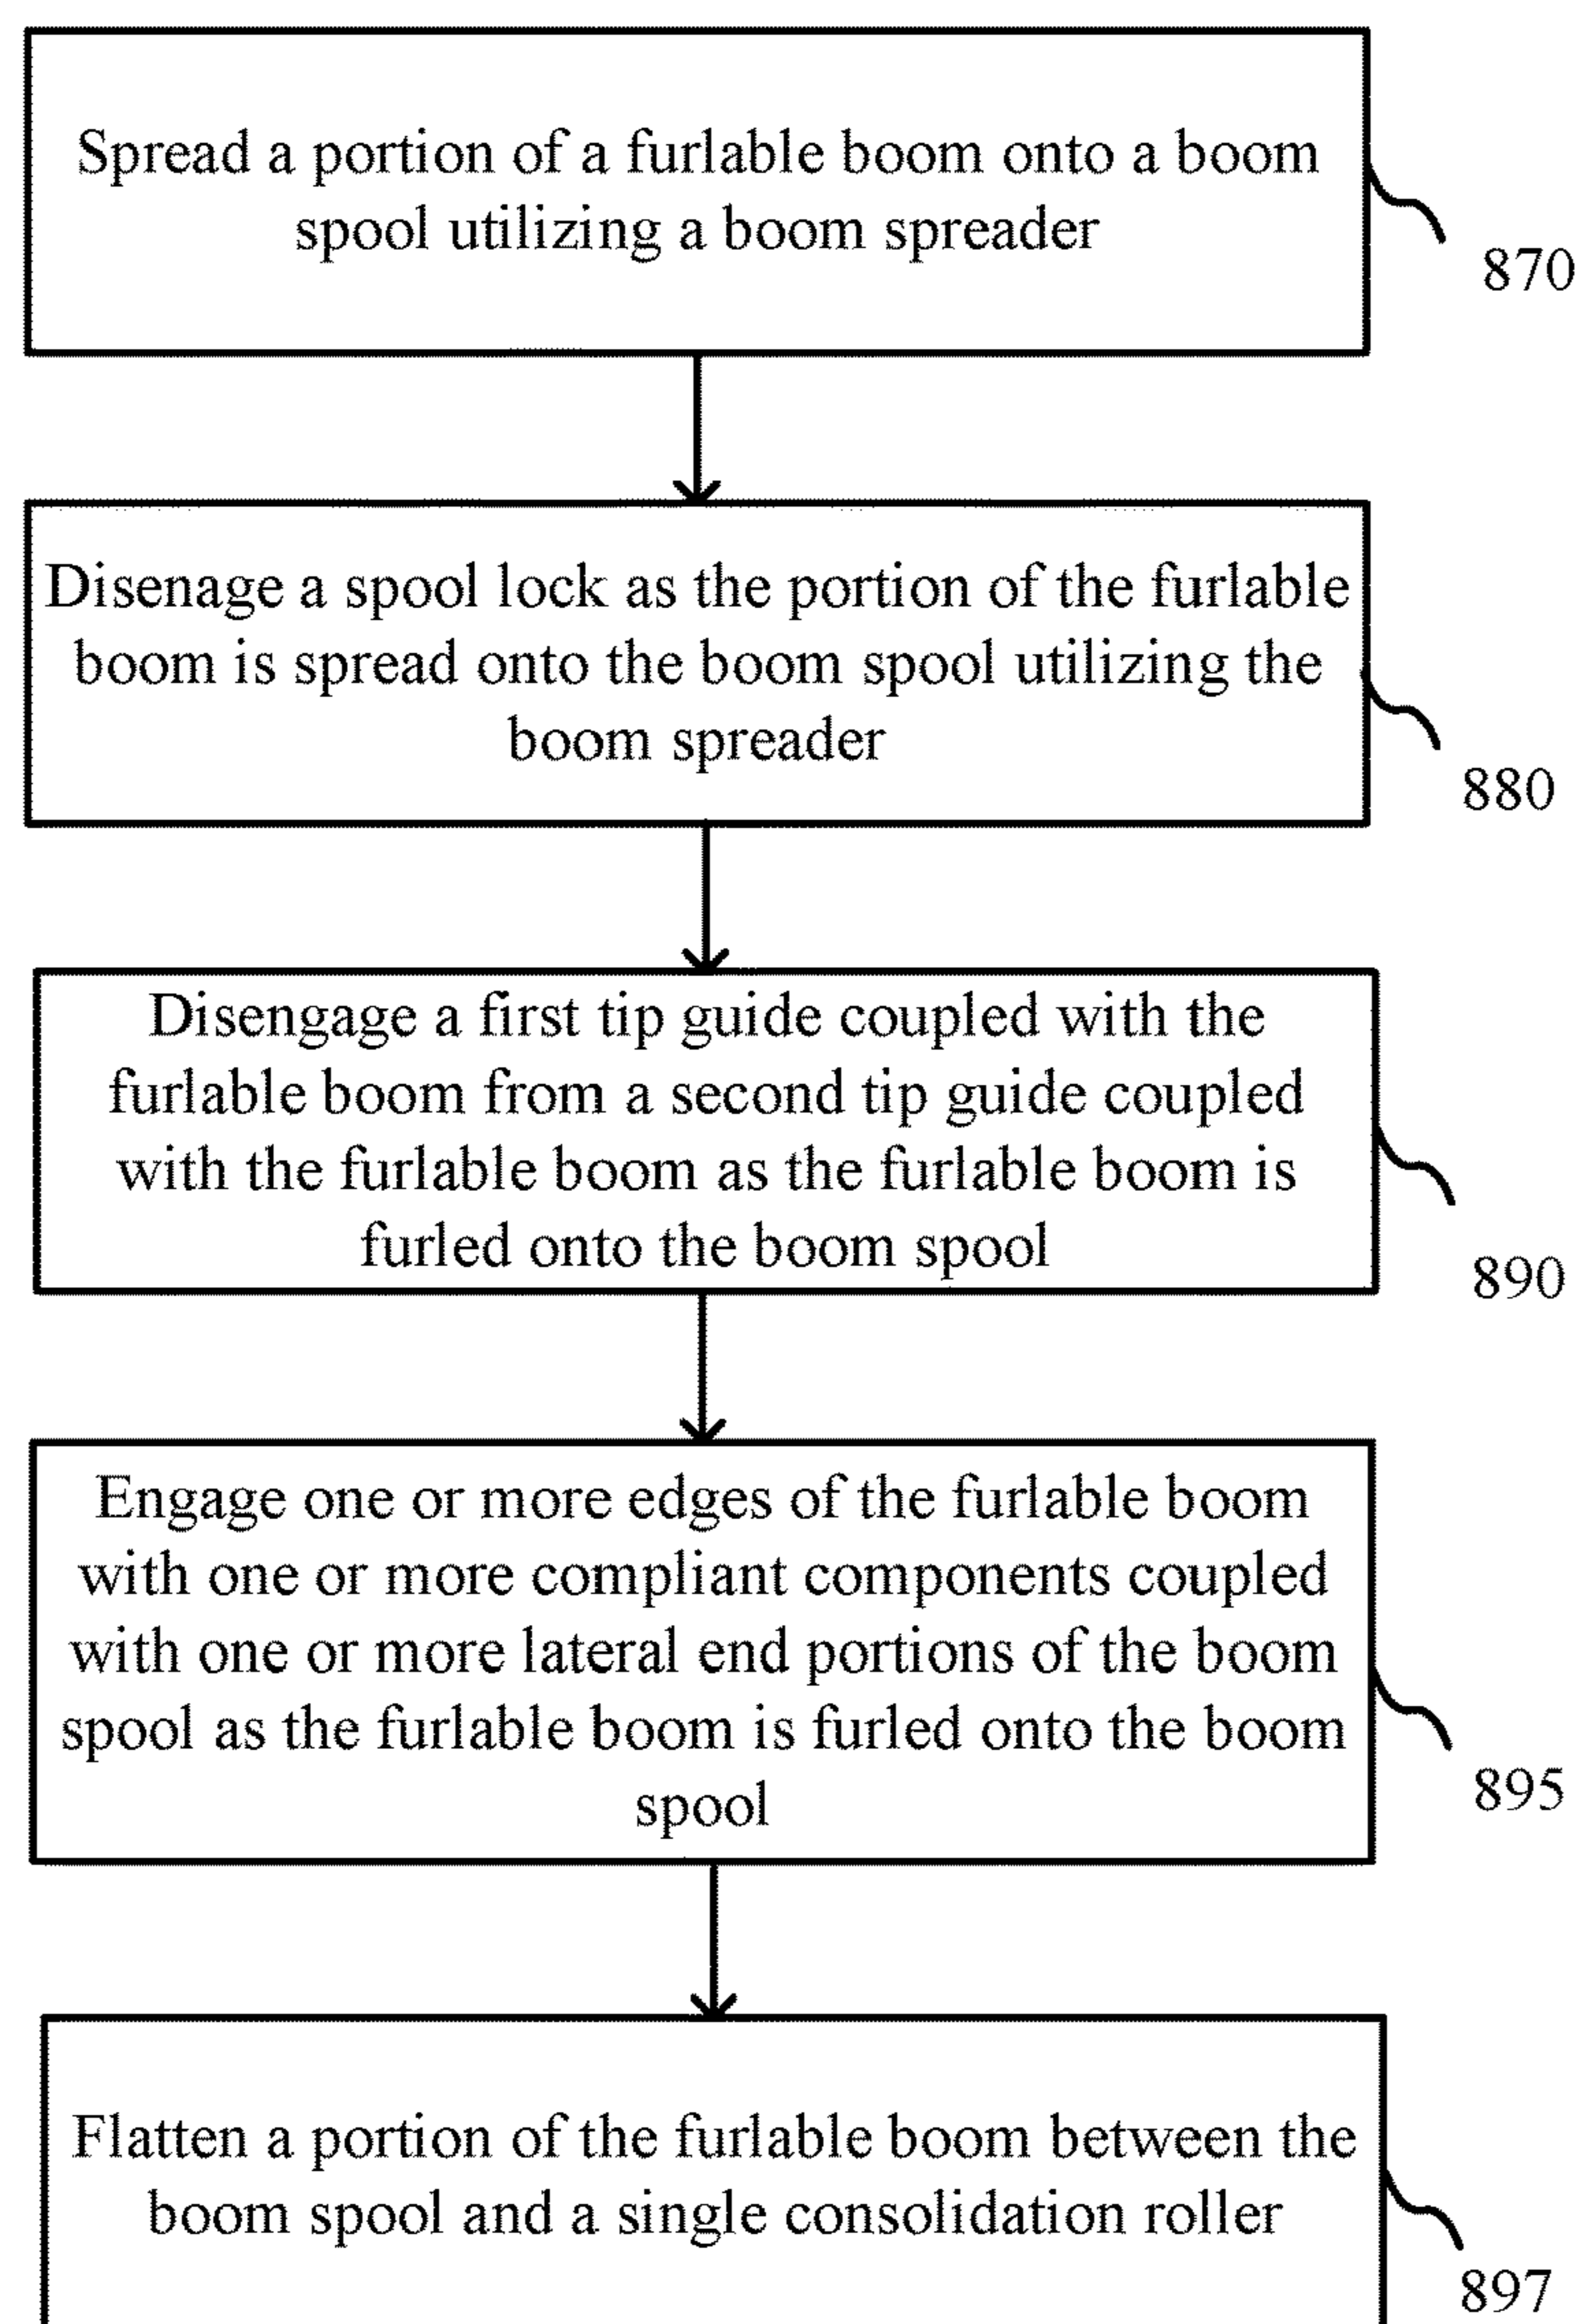 Spread a portion of a furlable boom onto a boom
spool utilizing a boom spreader
870
Disenage a spool lock as the portion of the furlable
boom is spread onto the boom spool utilizing the
boom spreader
880
Disengage a first tip guide coupled with the
furlable boom from a second tip guide coupled
with the furlable boom as the furlable boom is
furled onto the boom spool
890
Engage one or more edges of the furlable boom
with one or more compliant components coupled
with one or more lateral end portions of the boom
spool as the furlable boom is furled onto the boom
spool
895
Flatten a portion of the furlable boom between the
boom spool and a single consolidation roller
897